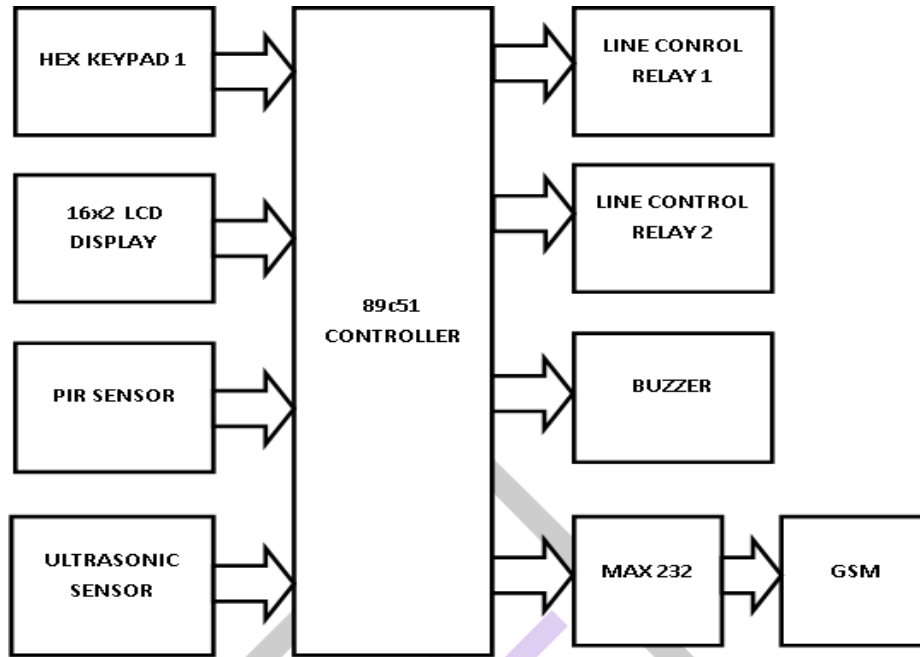 HEX KEYPAD 1
16x2 LCD
DISPLAY
PIR SENSOR
ULTRASONIC
SENSOR
89c51
CONTROLLER
LINE CONROL
RELAY 1
LINE CONTROL
RELAY 2
BUZZER
MAX 232
GSM